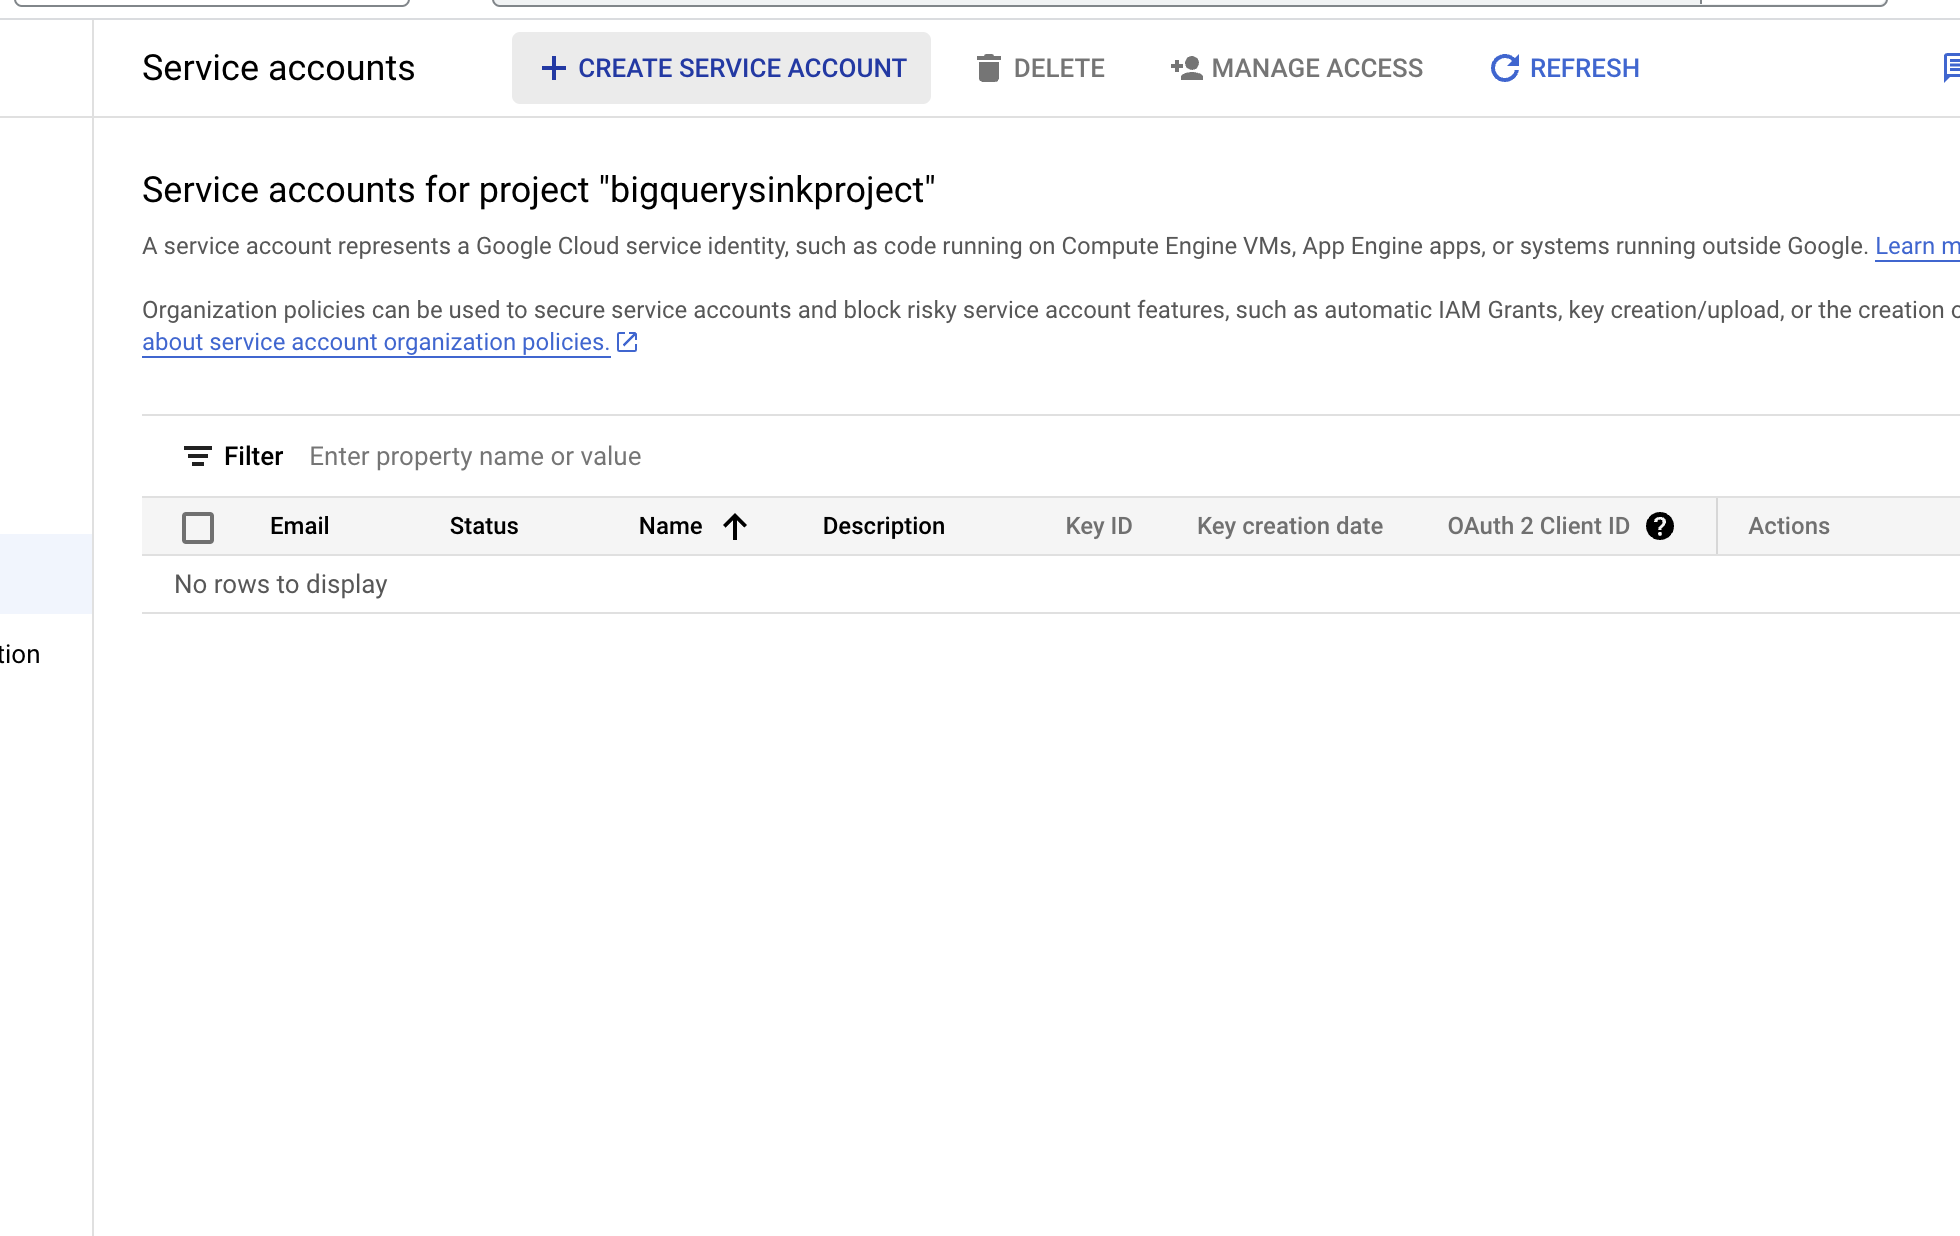 Service accounts
CREATE SERVICE ACCOUNT
DELETE
MANAGE ACCESS
REFRESH
Service accounts for project "bigquerysinkproject"
A service account represents a Google Cloud service identity, such as code running on Compute Engine VMs, App Engine apps, or systems running outside Google. Learn
Organization policies can be used to secure service accounts and block risky service account features, such as automatic IAM Grants, key creation/upload, or the creation
about service account organization policies.
Filter Enter property name or value
Email Status Name Description Key ID Key creation date OAuth 2 Client ID Actions
No rows to display
tion